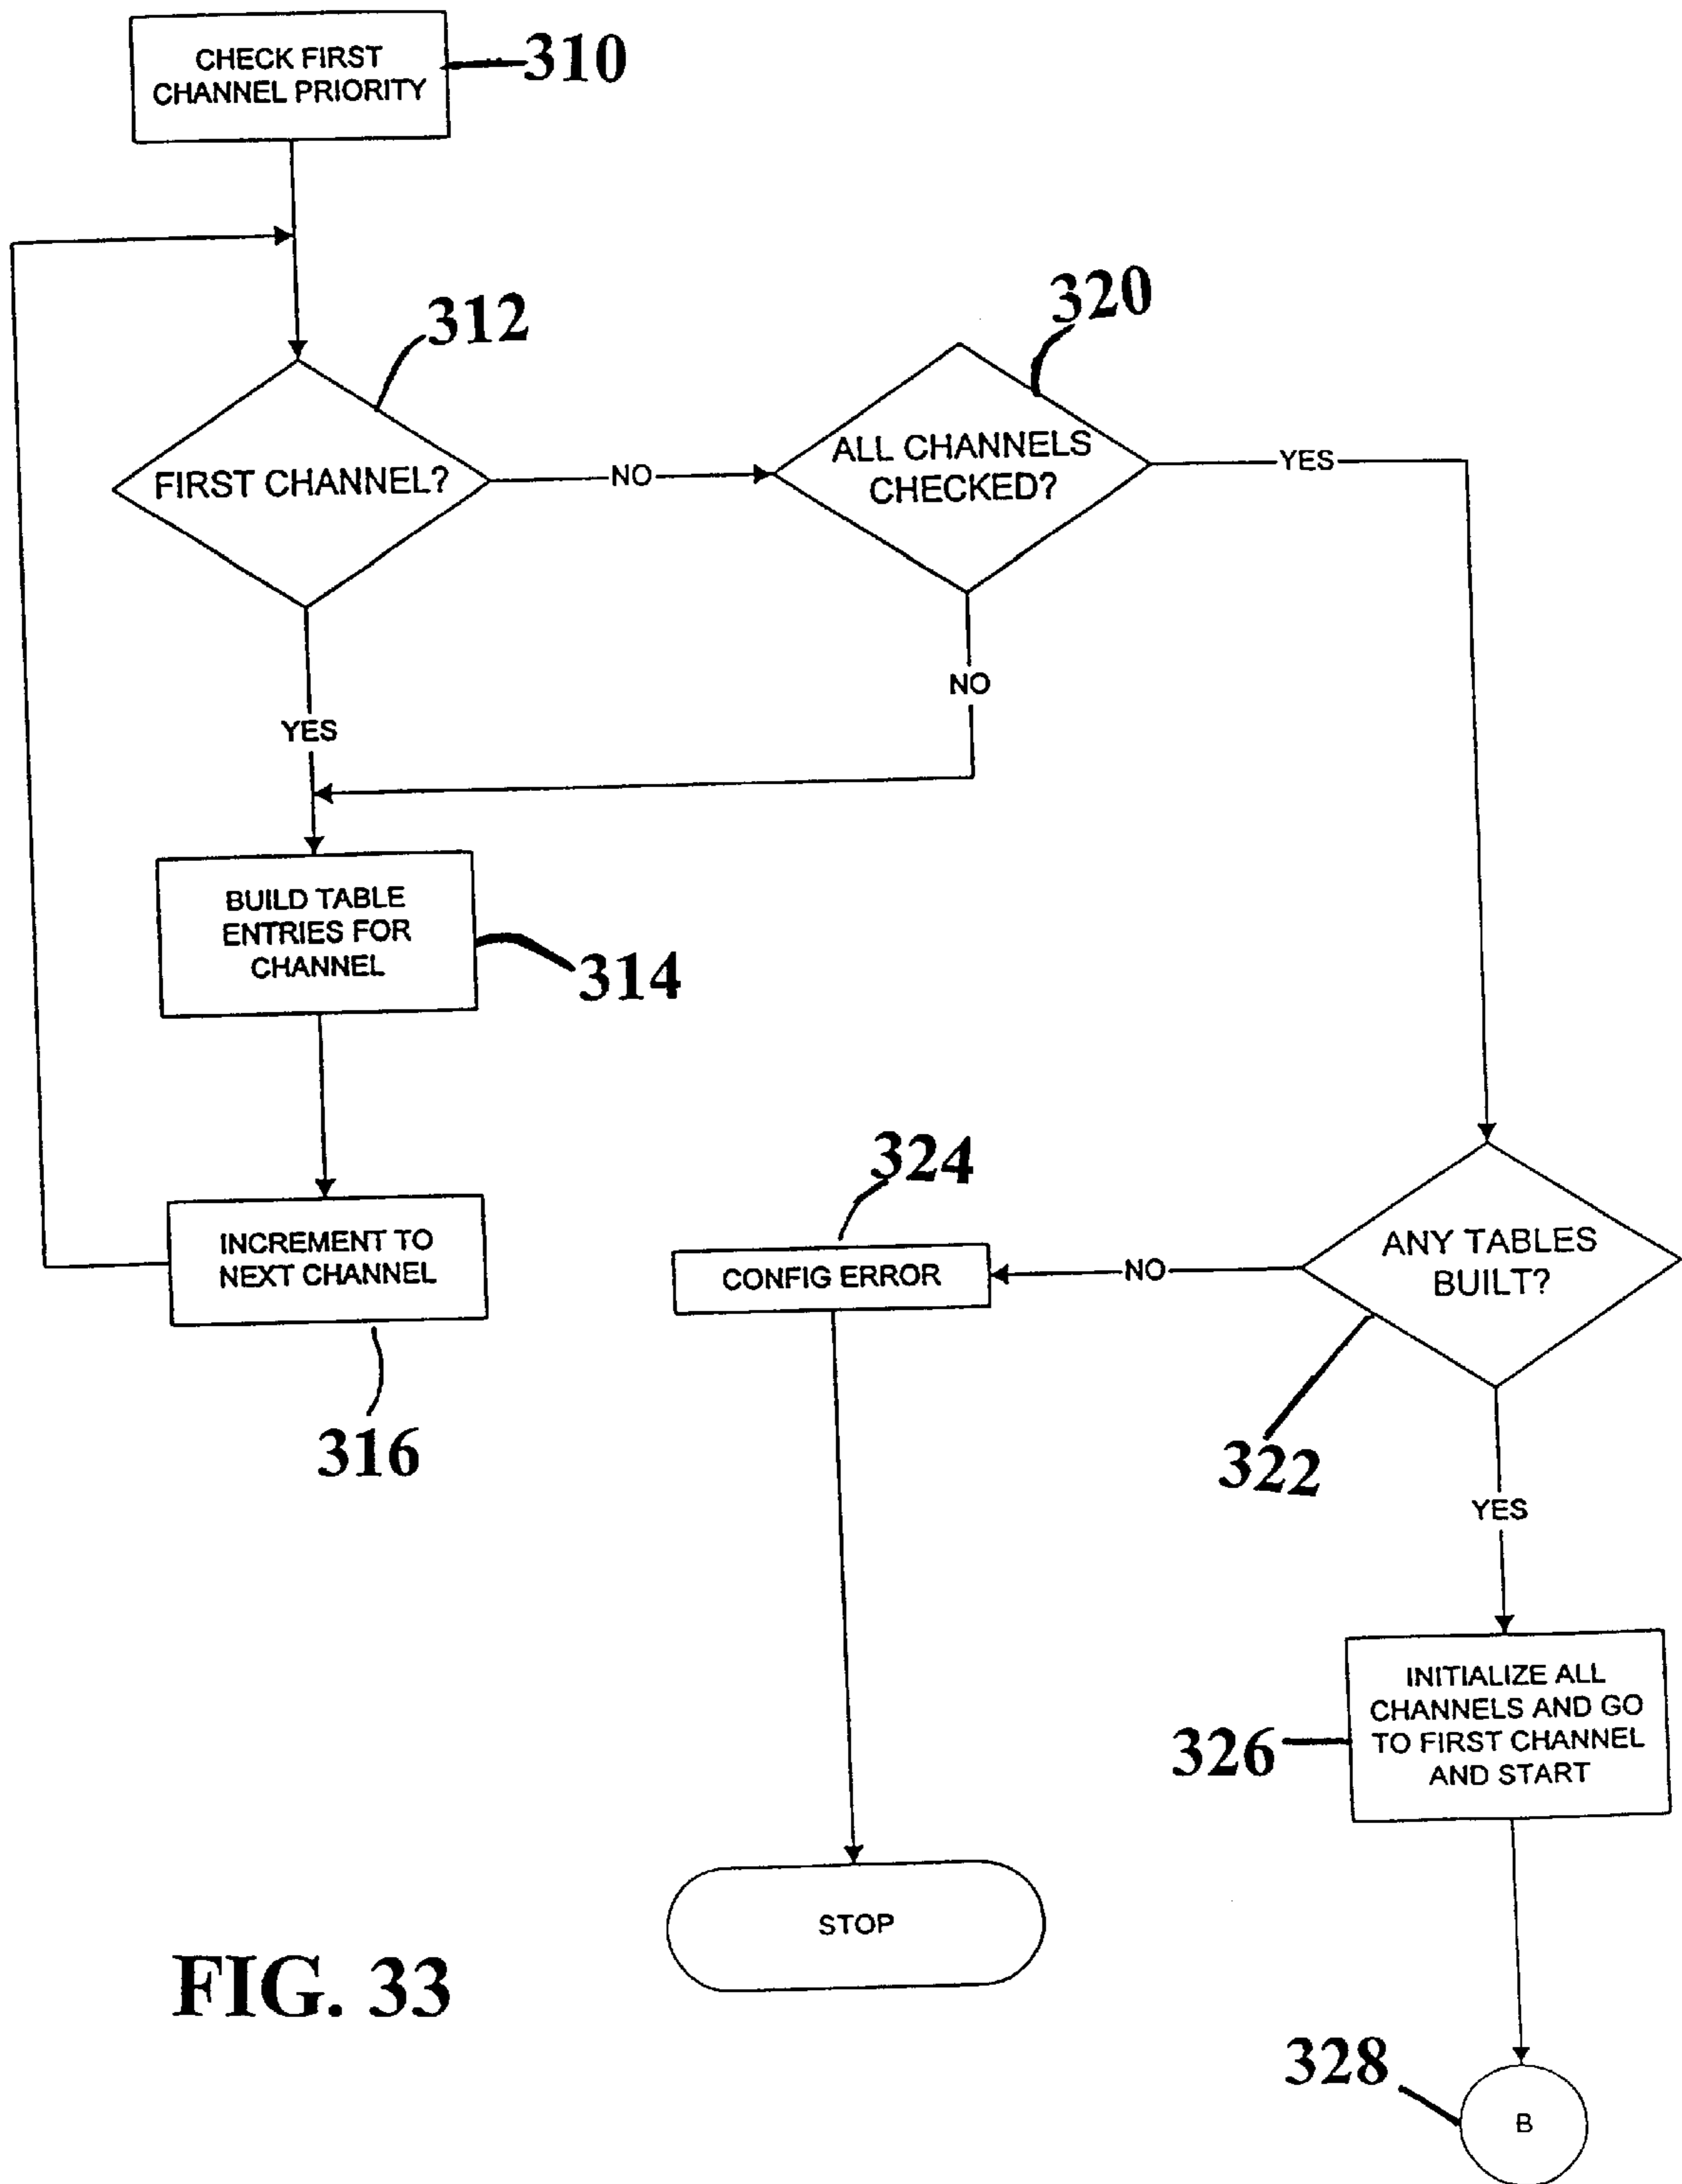 CHECK FIRST
CHANNEL PRIORITY
310
312
320
FIRST CHANNEL?
NO
ALL CHANNELS
CHECKED?
YES
NO
YES
BUILD TABLE
ENTRIES FOR
CHANNEL
314
INCREMENT TO
NEXT CHANNEL
316
324
CONFIG ERROR
NO
ANY TABLES
BUILT?
322
YES
INITIALIZE ALL
CHANNELS AND GO
TO FIRST CHANNEL
AND START
326
STOP
FIG. 33
328
B